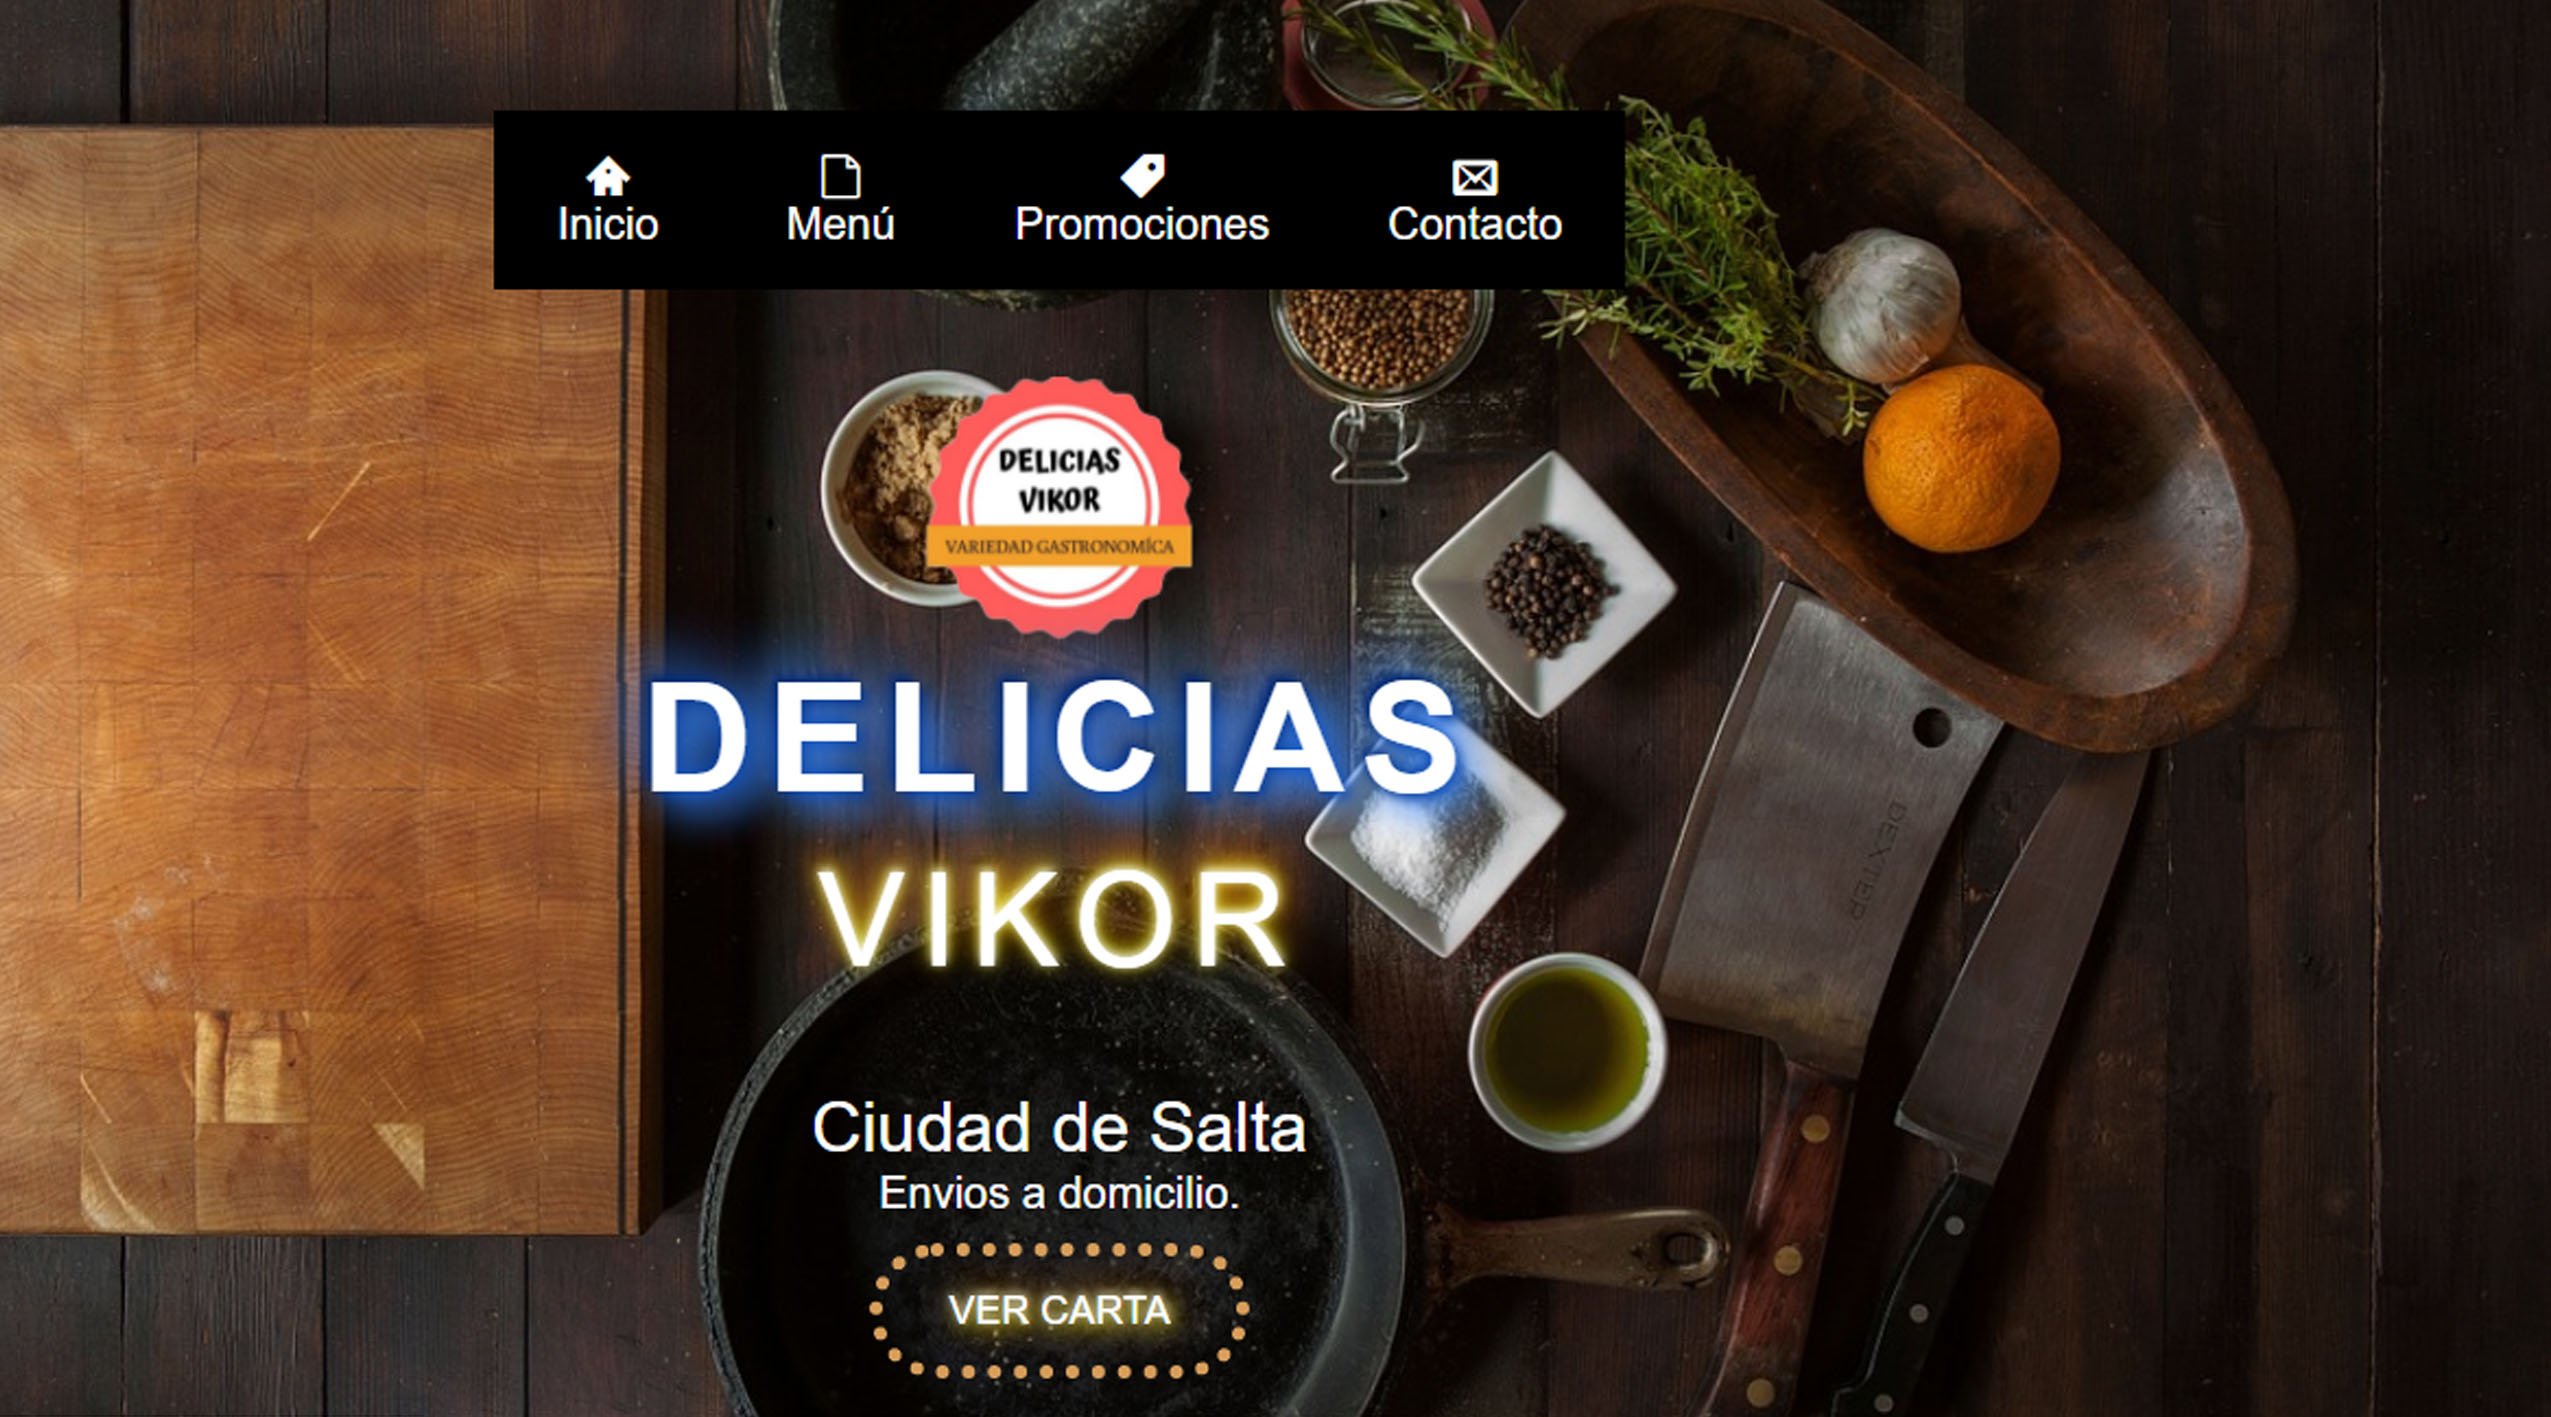 Inicio Menú Promociones Contacto
DELICIAS
VIKOR
VARIEDAD GASTRONOMÍCA
DELICIAS
VIKOR
DEXTER
Ciudad de Salta
Envios a domicilio.
VER CARTA